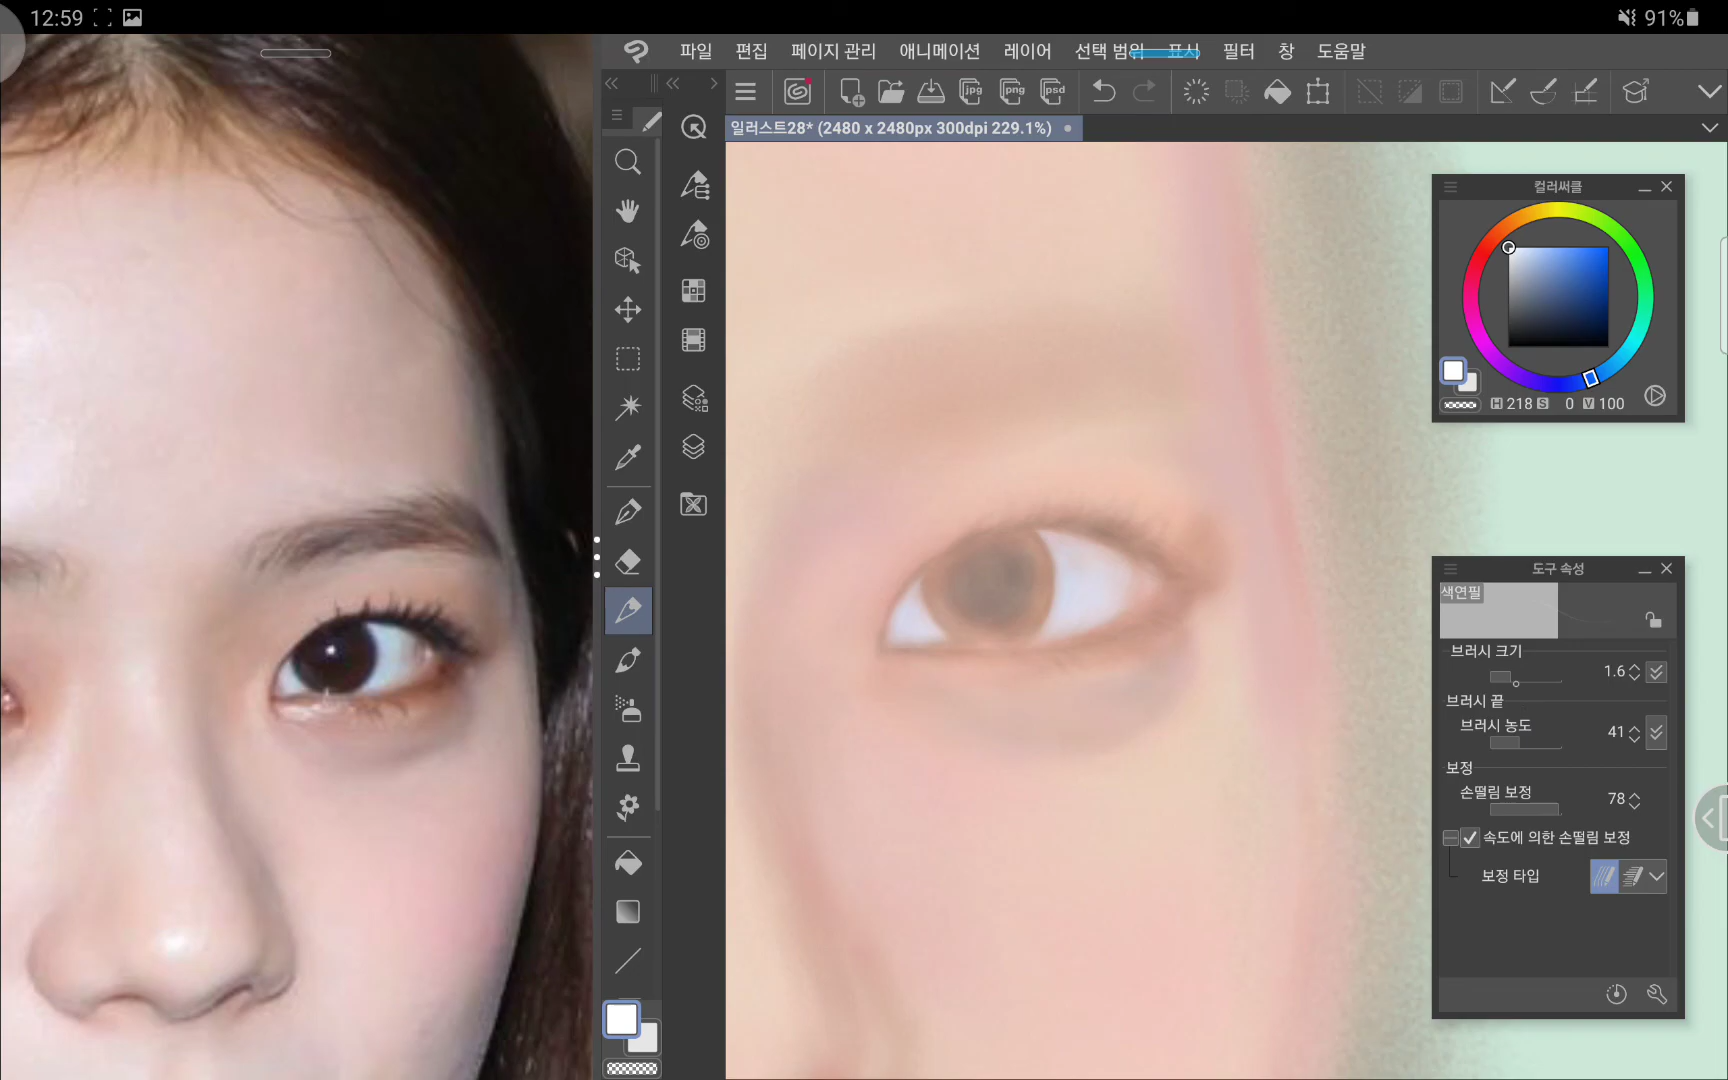 12:59
91%
파일 편집 페이지 관리 애니메이션 레이어 선택 범위 표시 필터 창 도움말
jpg png psd
일러스트28* (2480 x 2480px 300dpi 229.1%)
컬러써클
H 218 S 0 V 100
도구 속성
색연필
브러시 크기
1.6
브러시 끝
브러시 농도
41
보정
손떨림 보정
78
속도에 의한 손떨림 보정
보정 타입